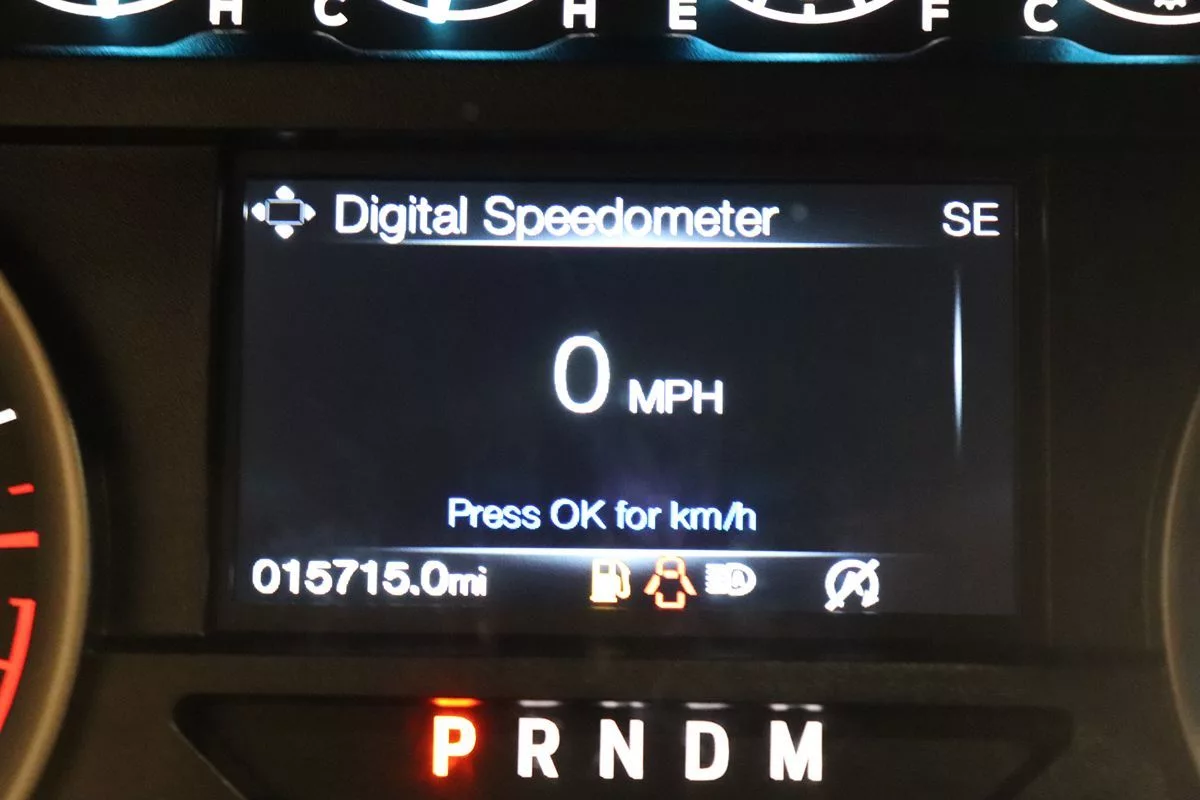 H C H E F C
Digital Speedometer SE
0 MPH
Press OK for km/h
015715.0mi
P R N D M